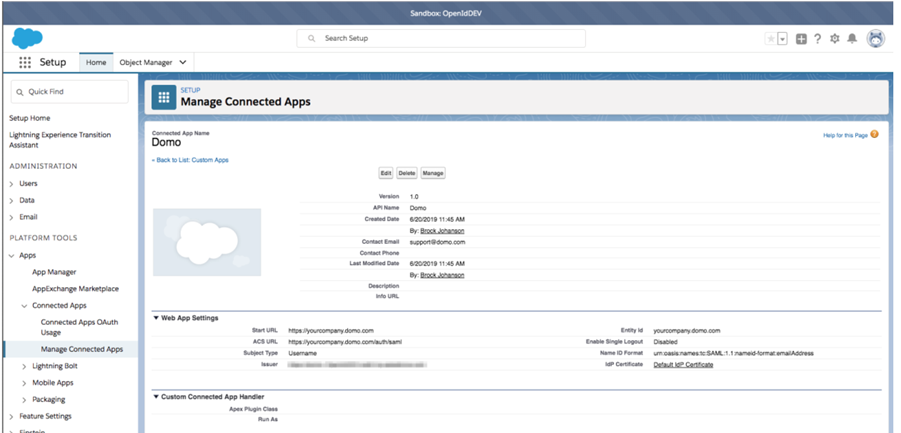 Sandbox: OpenIdDEV
Search Setup
Setup
Home
Object Manager
Quick Find
Setup Home
Lightning Experience Transition
Assistant
ADMINISTRATION
Users
Data
Email
PLATFORM TOOLS
Apps
App Manager
AppExchange Marketplace
Connected Apps
Connected Apps OAuth
Usage
Manage Connected Apps
Lightning Bolt
Mobile Apps
Packaging
Feature Settings
Einstein
SETUP
Manage Connected Apps
Connected App Name
Domo
« Back to List: Custom Apps
Help for this Page
Edit Delete Manage
Version 1.0
API Name Domo
Created Date 6/20/2019 11:45 AM
By: Brock Johanson
Contact Email support@domo.com
Contact Phone
Last Modified Date 6/20/2019 11:45 AM
By: Brock Johanson
Description
Info URL
Web App Settings
Start URL https://yourcompany.domo.com Entity Id yourcompany.domo.com
ACS URL https://yourcompany.domo.com/auth/saml Enable Single Logout Disabled
Subject Type Username Name ID Format urn:oasis:names:tc:SAML:1.1:nameid-format:emailAddress
Issuer IdP Certificate Default IdP Certificate
Custom Connected App Handler
Apex Plugin Class
Run As